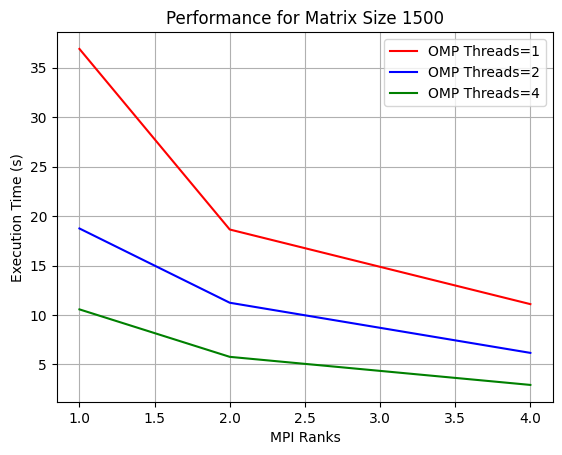 Performance for Matrix Size 1500
OMP Threads=1
OMP Threads=2
OMP Threads=4
Execution Time (s)
35
30
25
20
15
10
5
1.0 1.5 2.0 2.5 3.0 3.5 4.0
MPI Ranks